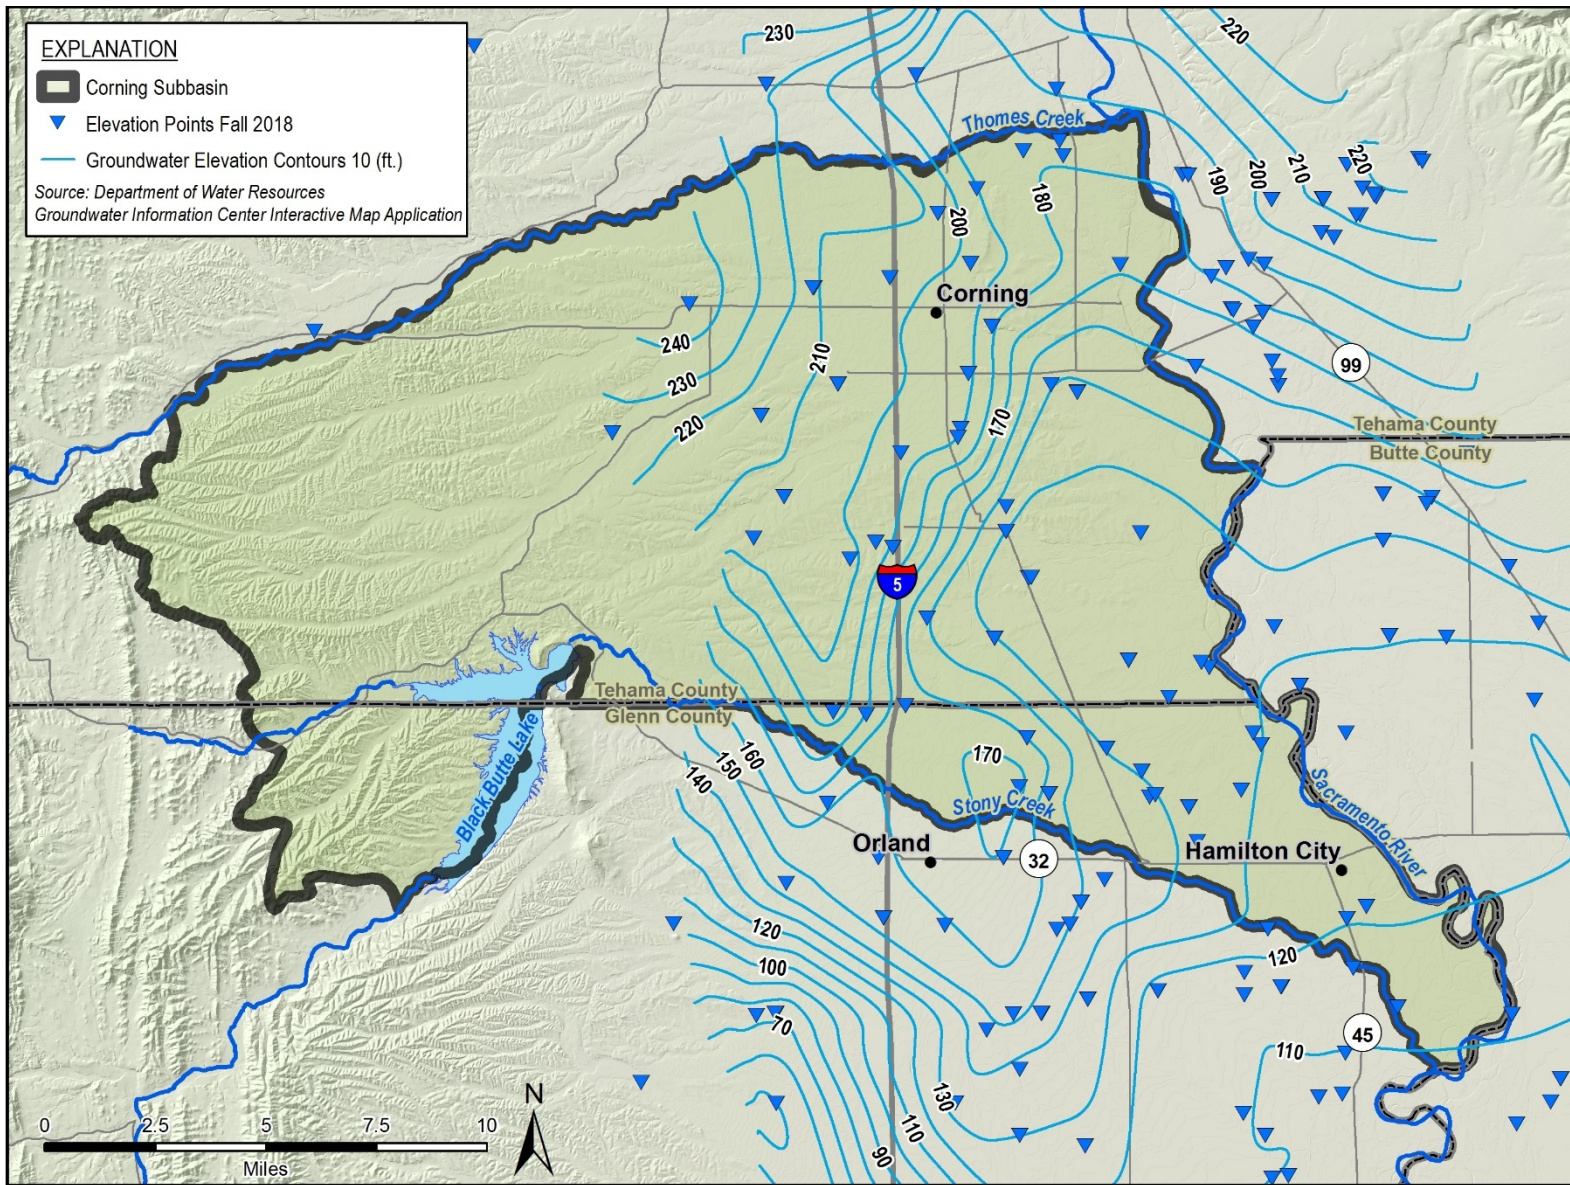 EXPLANATION
Corning Subbasin
Elevation Points Fall 2018
Groundwater Elevation Contours 10 (ft.)
Source: Department of Water Resources
Groundwater Information Center Interactive Map Application
230
220
Thomes Creek
220
210
200
190
180
200
Corning
240
230
220
210
170
99
Tehama County
Butte County
5
Tehama County
Glenn County
Black Butte Lake
160
150
140
170
Stony Creek
Sacramento River
Orland
32
Hamilton City
120
100
70
120
110
45
130
110
90
N
0 2.5 5 7.5 10
Miles